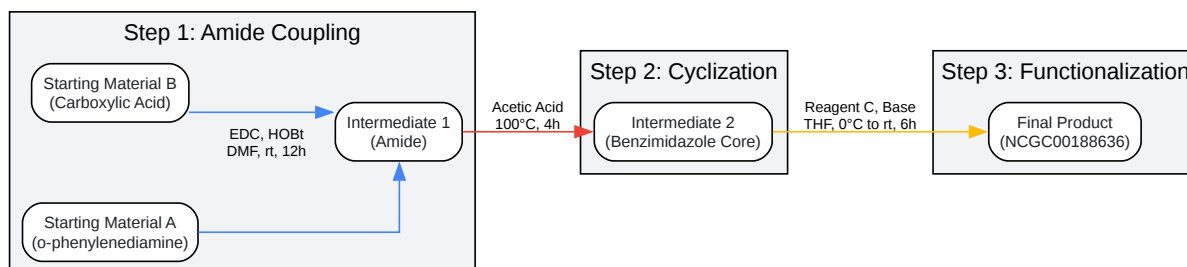 Step 1: Amide Coupling
Starting Material B
(Carboxylic Acid)
EDC, HOBt
DMF, rt, 12h
Intermediate 1
(Amide)
Starting Material A
(o-phenylenediamine)
Acetic Acid
100°C, 4h
Step 2: Cyclization
Intermediate 2
(Benzimidazole Core)
Reagent C, Base
THF, 0°C to rt, 6h
Step 3: Functionalization
Final Product
(NCGC00188636)